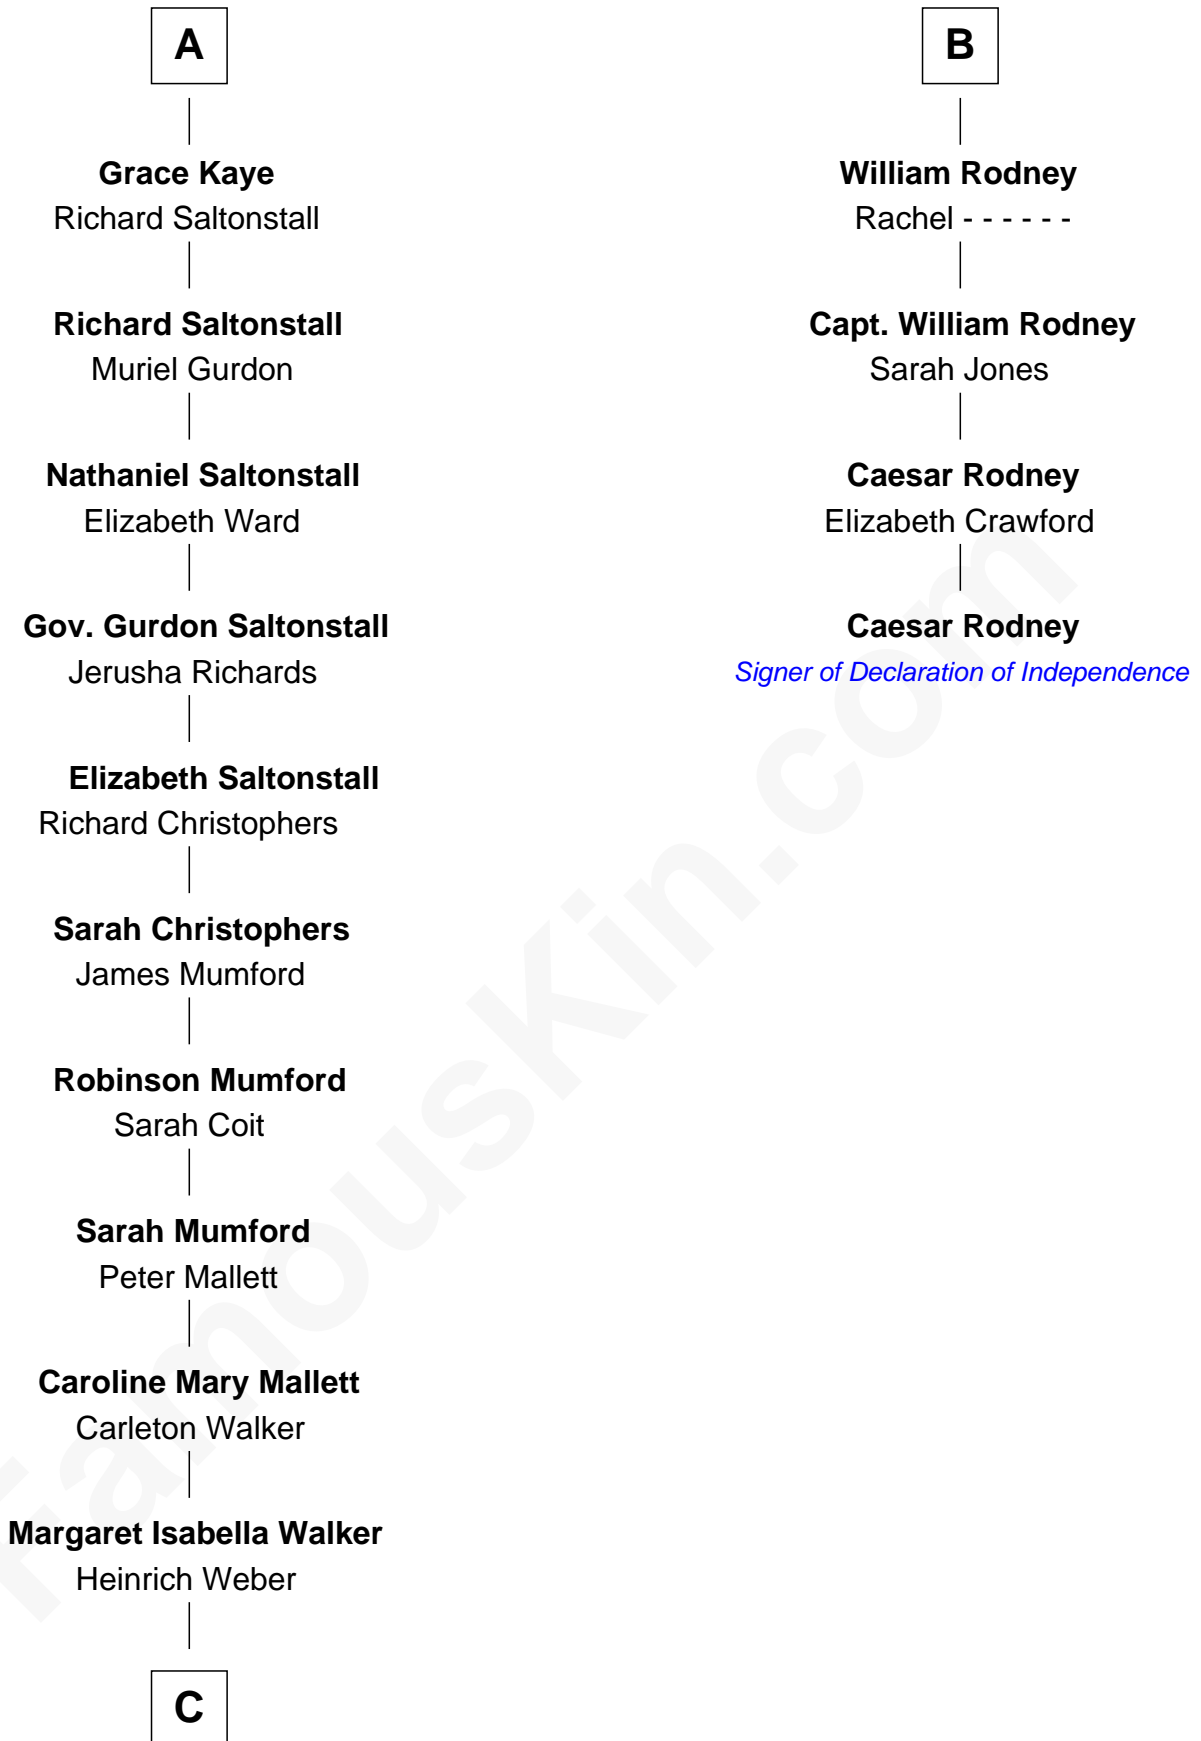 A
Grace Kaye
Richard Saltonstall
Richard Saltonstall
Muriel Gurdon
Nathaniel Saltonstall
Elizabeth Ward
Gov. Gurdon Saltonstall
Jerusha Richards
Elizabeth Saltonstall
Richard Christophers
Sarah Christophers
James Mumford
Robinson Mumford
Sarah Coit
Sarah Mumford
Peter Mallett
Caroline Mary Mallett
Carleton Walker
Margaret Isabella Walker
Heinrich Weber
C
B
William Rodney
Rachel - - - - - -
Capt. William Rodney
Sarah Jones
Caesar Rodney
Elizabeth Crawford
Caesar Rodney
Signer of Declaration of Independence
FamousKin.com